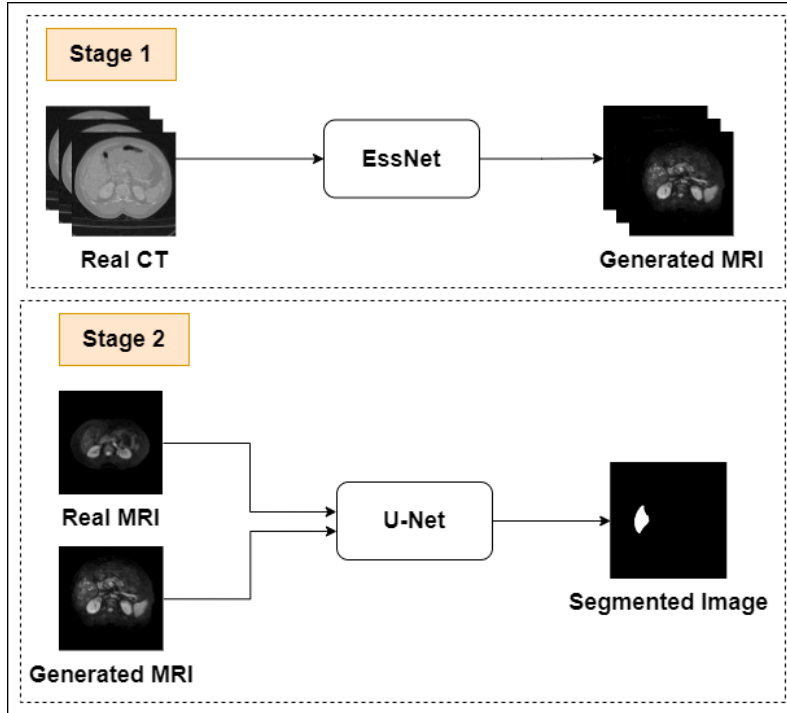 Stage 1
EssNet
Real CT
Generated MRI
Stage 2
Real MRI
U-Net
Generated MRI
Segmented Image